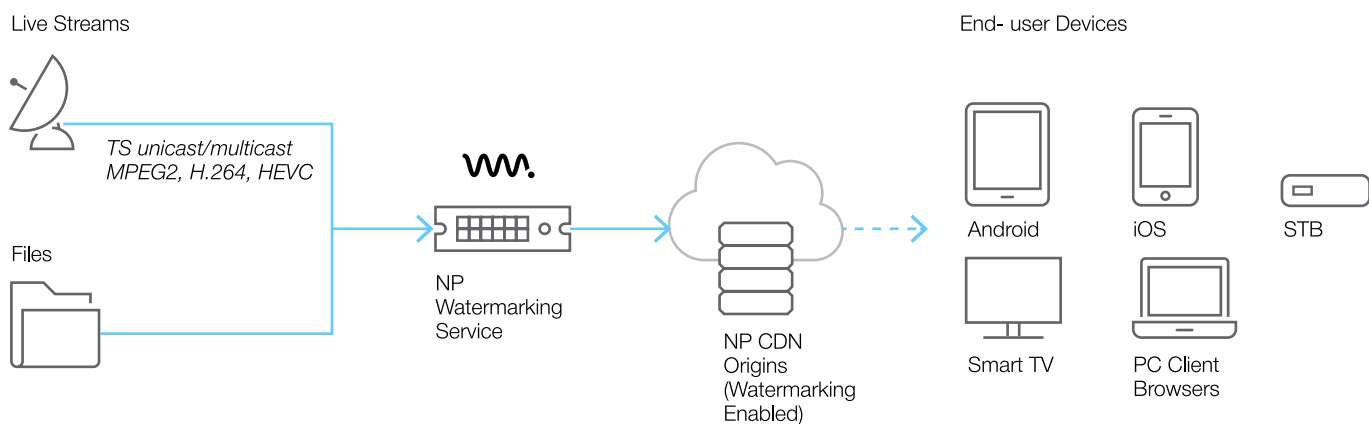 Live Streams
TS unicast/multicast
MPEG2, H.264, HEVC
Files
NP
Watermarking
Service
NP CDN
Origins
(Watermarking
Enabled)
End- user Devices
Android
iOS
STB
Smart TV
PC Client
Browsers